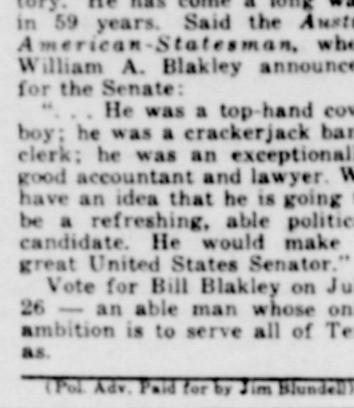 tory. He has come a long w
in 59 years. Said the Aust
American-Statesman, whe
William A. Blakley announce
for the Senate:
". . . He was a top-hand cow
boy; he was a crackerjack ban
clerk; he was an exceptionall
good accountant and lawyer. W
have an idea that he is going
be a refreshing, able politic
candidate. He would make
great United States Senator."
Vote for Bill Blakley on Ju
26 — an able man whose on
ambition is to serve all of Te
as.
(Pol. Adv. Paid for by Jim Blundell)